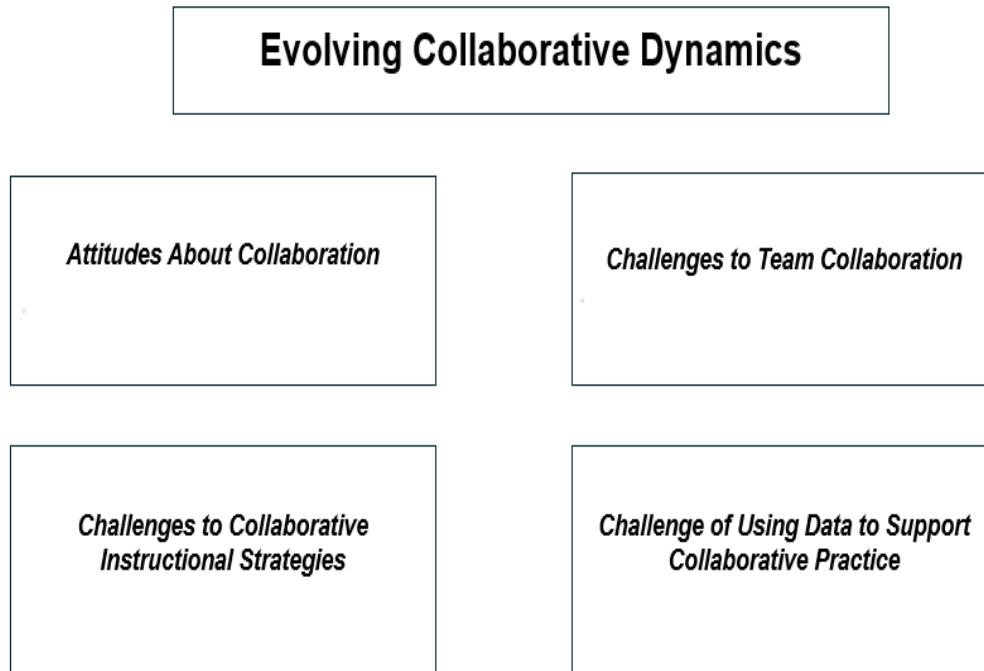 Evolving Collaborative Dynamics
Attitudes About Collaboration
Challenges to Team Collaboration
."
"
Challenges to Collaborative
Instructional Strategies
Challenge of Using Data to Support
Collaborative Practice